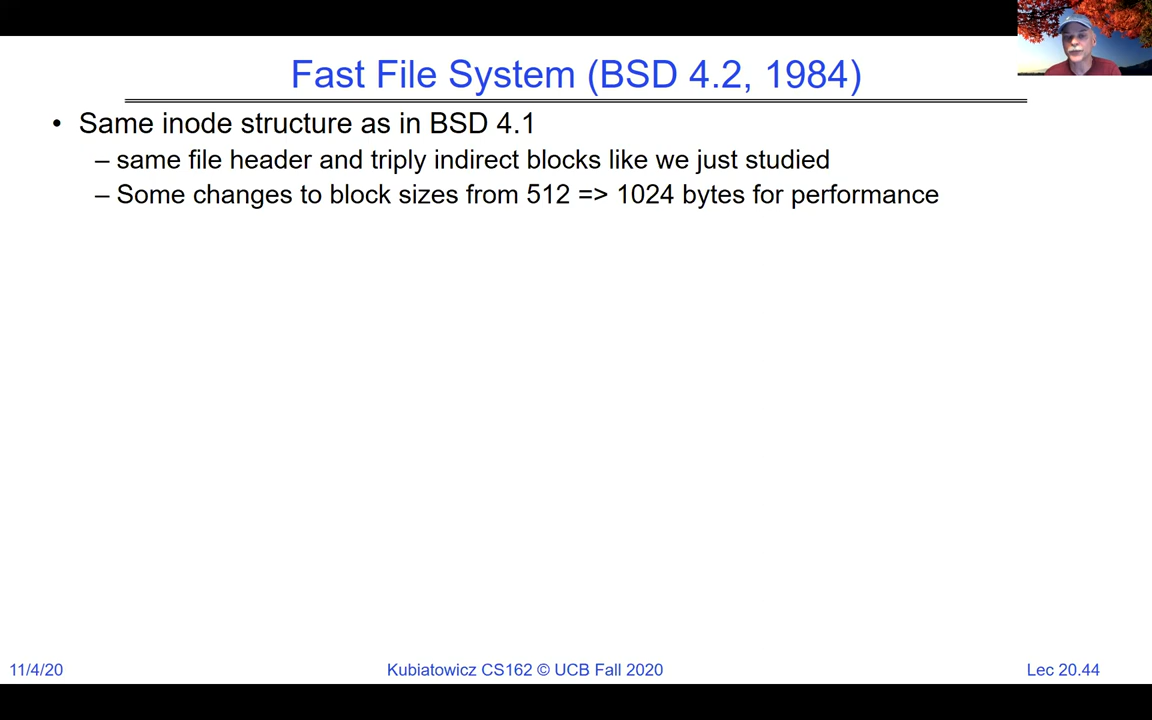 Fast File System (BSD 4.2, 1984)
• Same inode structure as in BSD 4.1
– same file header and triply indirect blocks like we just studied
– Some changes to block sizes from 512 => 1024 bytes for performance
11/4/20
Kubiatowicz CS162 © UCB Fall 2020
Lec 20.44